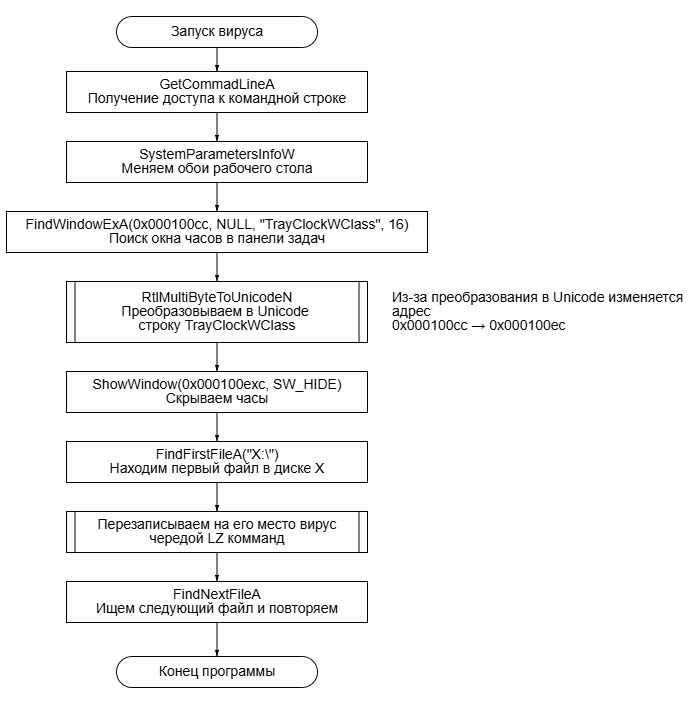 Запуск вируса
GetCommadLineA
Получение доступа к командной строке
SystemParametersInfoW
Меняем обои рабочего стола
FindWindowExA(0x000100cc, NULL, "TrayClockWClass", 16)
Поиск окна часов в панели задач
RtlMultiByteToUnicodeN
Преобразовываем в Unicode
строку TrayClockWClass
Из-за преобразования в Unicode изменяется
адрес
0x000100cc → 0x000100ec
ShowWindow(0x000100exc, SW_HIDE)
Скрываем часы
FindFirstFileA("X:\")
Находим первый файл в диске X
Перезаписываем на его место вирус
чередой LZ комманд
FindNextFileA
Ищем следующий файл и повторяем
Конец программы